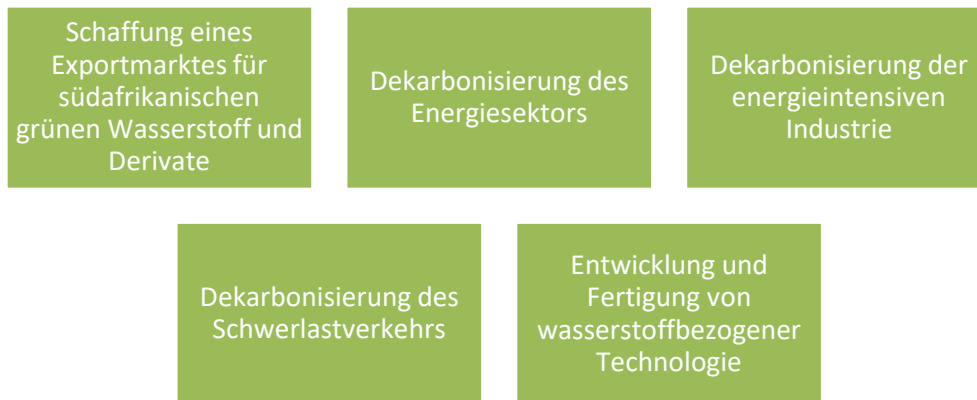 Schaffung eines
Exportmarktes für
südafrikanischen
grünen Wasserstoff und
Derivate
Dekarbonisierung des
Energiesektors
Dekarbonisierung der
energieintensiven
Industrie
Dekarbonisierung des
Schwerlastverkehrs
Entwicklung und
Fertigung von
wasserstoffbezogener
Technologie